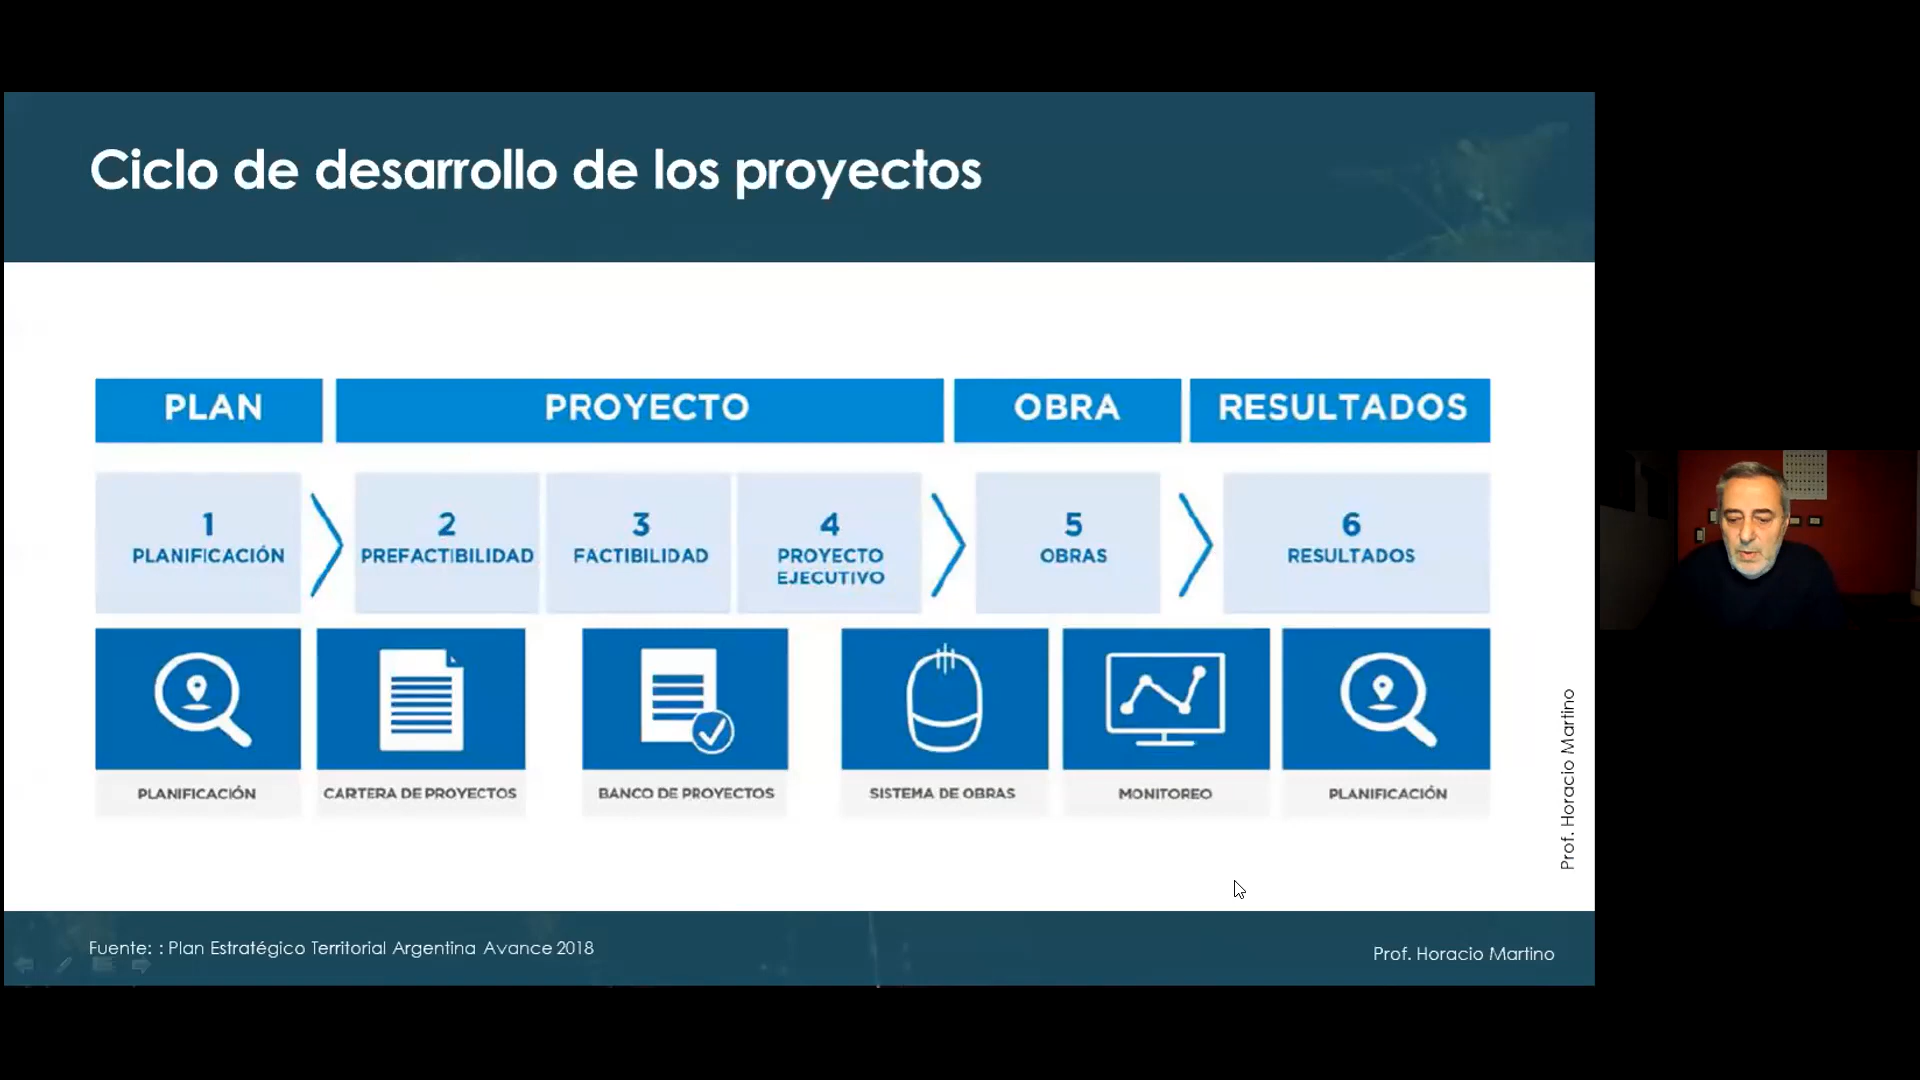 Ciclo de desarrollo de los proyectos
PLAN
PROYECTO
OBRA
RESULTADOS
1
PLANIFICACIÓN
2
PREFACTIBILIDAD
3
FACTIBILIDAD
4
PROYECTO
EJECUTIVO
5
OBRAS
6
RESULTADOS
PLANIFICACIÓN
CARTERA DE PROYECTOS
BANCO DE PROYECTOS
SISTEMA DE OBRAS
MONITOREO
PLANIFICACIÓN
Prof. Horacio Martino
Fuente: : Plan Estratégico Territorial Argentina Avance 2018
Prof. Horacio Martino